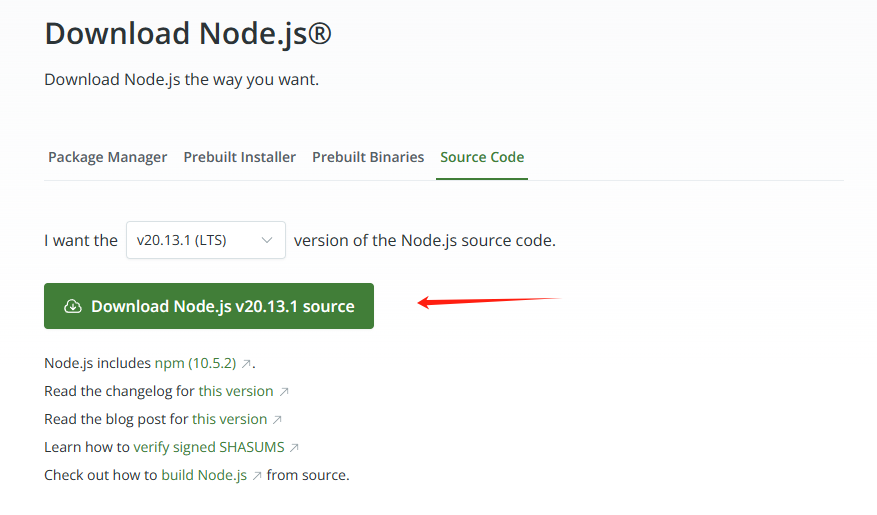 Download Node.js®
Download Node.js the way you want.
Package Manager Prebuilt Installer Prebuilt Binaries Source Code
I want the v20.13.1 (LTS) version of the Node.js source code.
Download Node.js v20.13.1 source
Node.js includes npm (10.5.2) ↗.
Read the changelog for this version ↗
Read the blog post for this version ↗
Learn how to verify signed SHASUMS ↗
Check out how to build Node.js ↗ from source.